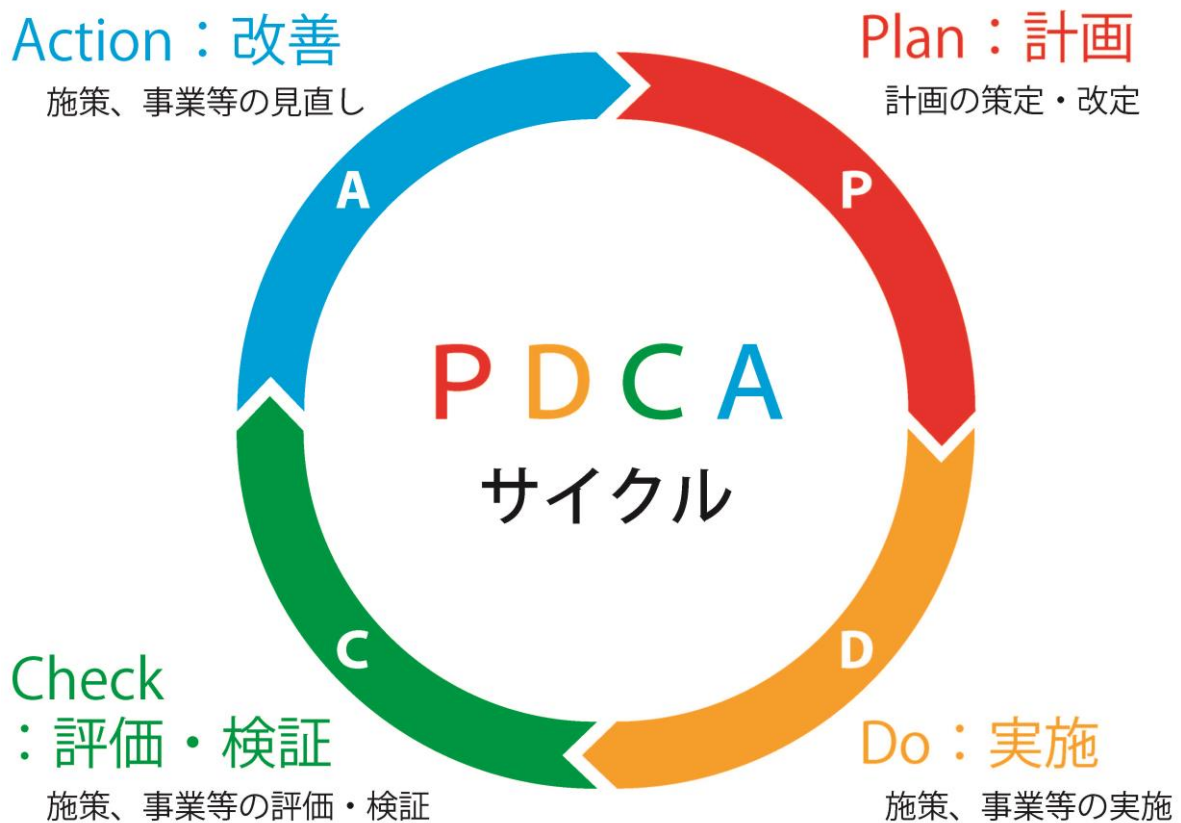 Action：改善
施策、事業等の見直し
Plan：計画
計画の策定・改定
A
P
P D C A
サイクル
C
D
Check
：評価・検証
施策、事業等の評価・検証
Do：実施
施策、事業等の実施